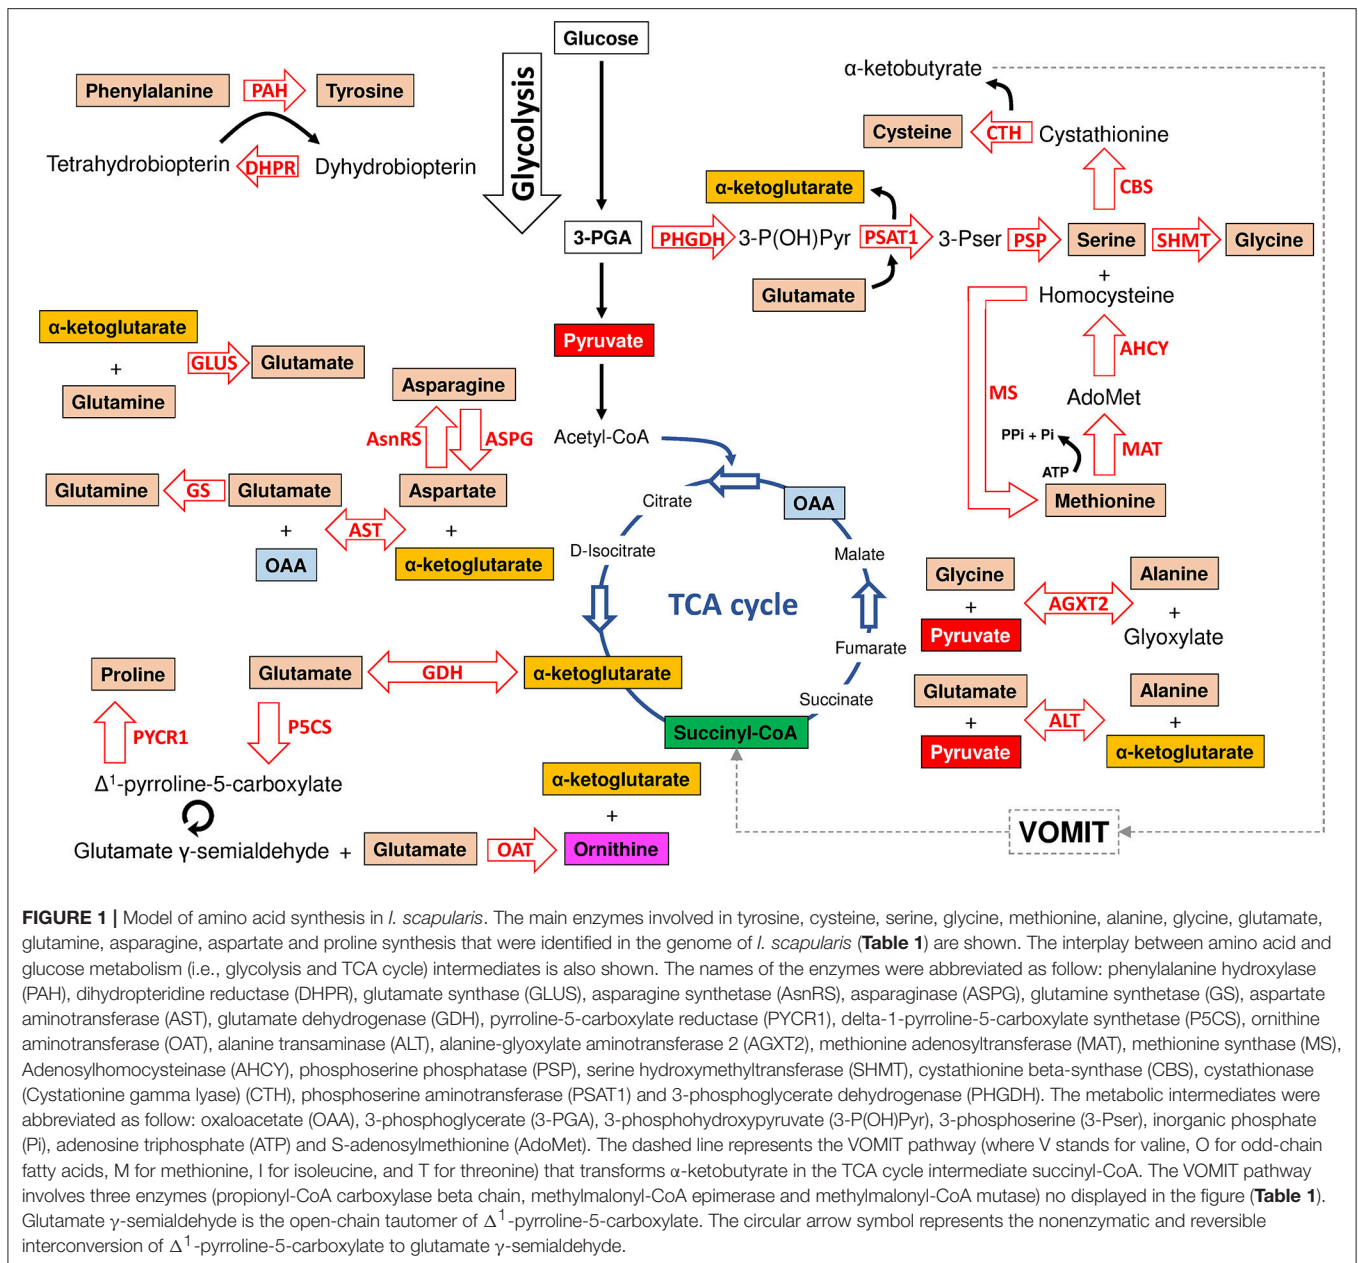 Glucose
Glycolysis
Phenylalanine PAH Tyrosine
Tetrahydrobiopterin DHPR Dyhydrobiopterin
α-ketobutyrate
Cysteine CTH Cystathionine
CBS
α-ketoglutarate
3-PGA PHGDH 3-P(OH)Pyr PSAT1 3-Pser PSP Serine SHMT Glycine
Glutamate
+
Homocysteine
AHCY
MS
AdoMet
PPi + Pi
ATP
MAT
Methionine
Pyruvate
Acetyl-CoA
α-ketoglutarate
+
Glutamine
GLUS Glutamate
Asparagine
AsnRS ASPG
Glutamine GS Glutamate
+
OAA
AST
Aspartate
+
α-ketoglutarate
TCA cycle
Citrate
D-Isocitrate
OAA
Malate
Fumarate
Succinate
Succinyl-CoA
α-ketoglutarate
GDH
Glutamate
Proline
PYCR1
P5CS
Δ1-pyrroline-5-carboxylate
Glutamate γ-semialdehyde + Glutamate OAT Ornithine
+
α-ketoglutarate
Glycine
+
Pyruvate
AGXT2
Alanine
+
Glyoxylate
Glutamate
+
Pyruvate
ALT
Alanine
+
α-ketoglutarate
VOMIT
FIGURE 1 | Model of amino acid synthesis in I. scapularis. The main enzymes involved in tyrosine, cysteine, serine, glycine, methionine, alanine, glycine, glutamate,
glutamine, asparagine, aspartate and proline synthesis that were identified in the genome of I. scapularis (Table 1) are shown. The interplay between amino acid and
glucose metabolism (i.e., glycolysis and TCA cycle) intermediates is also shown. The names of the enzymes were abbreviated as follow: phenylalanine hydroxylase
(PAH), dihydropteridine reductase (DHPR), glutamate synthase (GLUS), asparagine synthetase (AsnRS), asparaginase (ASPG), glutamine synthetase (GS), aspartate
aminotransferase (AST), glutamate dehydrogenase (GDH), pyrroline-5-carboxylate reductase (PYCR1), delta-1-pyrroline-5-carboxylate synthetase (P5CS), ornithine
aminotransferase (OAT), alanine transaminase (ALT), alanine-glyoxylate aminotransferase 2 (AGXT2), methionine adenosyltransferase (MAT), methionine synthase (MS),
Adenosylhomocysteinase (AHCY), phosphoserine phosphatase (PSP), serine hydroxymethyltransferase (SHMT), cystathionine beta-synthase (CBS), cystathionase
(Cystationine gamma lyase) (CTH), phosphoserine aminotransferase (PSAT1) and 3-phosphoglycerate dehydrogenase (PHGDH). The metabolic intermediates were
abbreviated as follow: oxaloacetate (OAA), 3-phosphoglycerate (3-PGA), 3-phosphohydroxypyruvate (3-P(OH)Pyr), 3-phosphoserine (3-Pser), inorganic phosphate
(Pi), adenosine triphosphate (ATP) and S-adenosylmethionine (AdoMet). The dashed line represents the VOMIT pathway (where V stands for valine, O for odd-chain
fatty acids, M for methionine, I for isoleucine, and T for threonine) that transforms α-ketobutyrate in the TCA cycle intermediate succinyl-CoA. The VOMIT pathway
involves three enzymes (propionyl-CoA carboxylase beta chain, methylmalonyl-CoA epimerase and methylmalonyl-CoA mutase) no displayed in the figure (Table 1).
Glutamate γ-semialdehyde is the open-chain tautomer of Δ1-pyrroline-5-carboxylate. The circular arrow symbol represents the nonenzymatic and reversible
interconversion of Δ1-pyrroline-5-carboxylate to glutamate γ-semialdehyde.